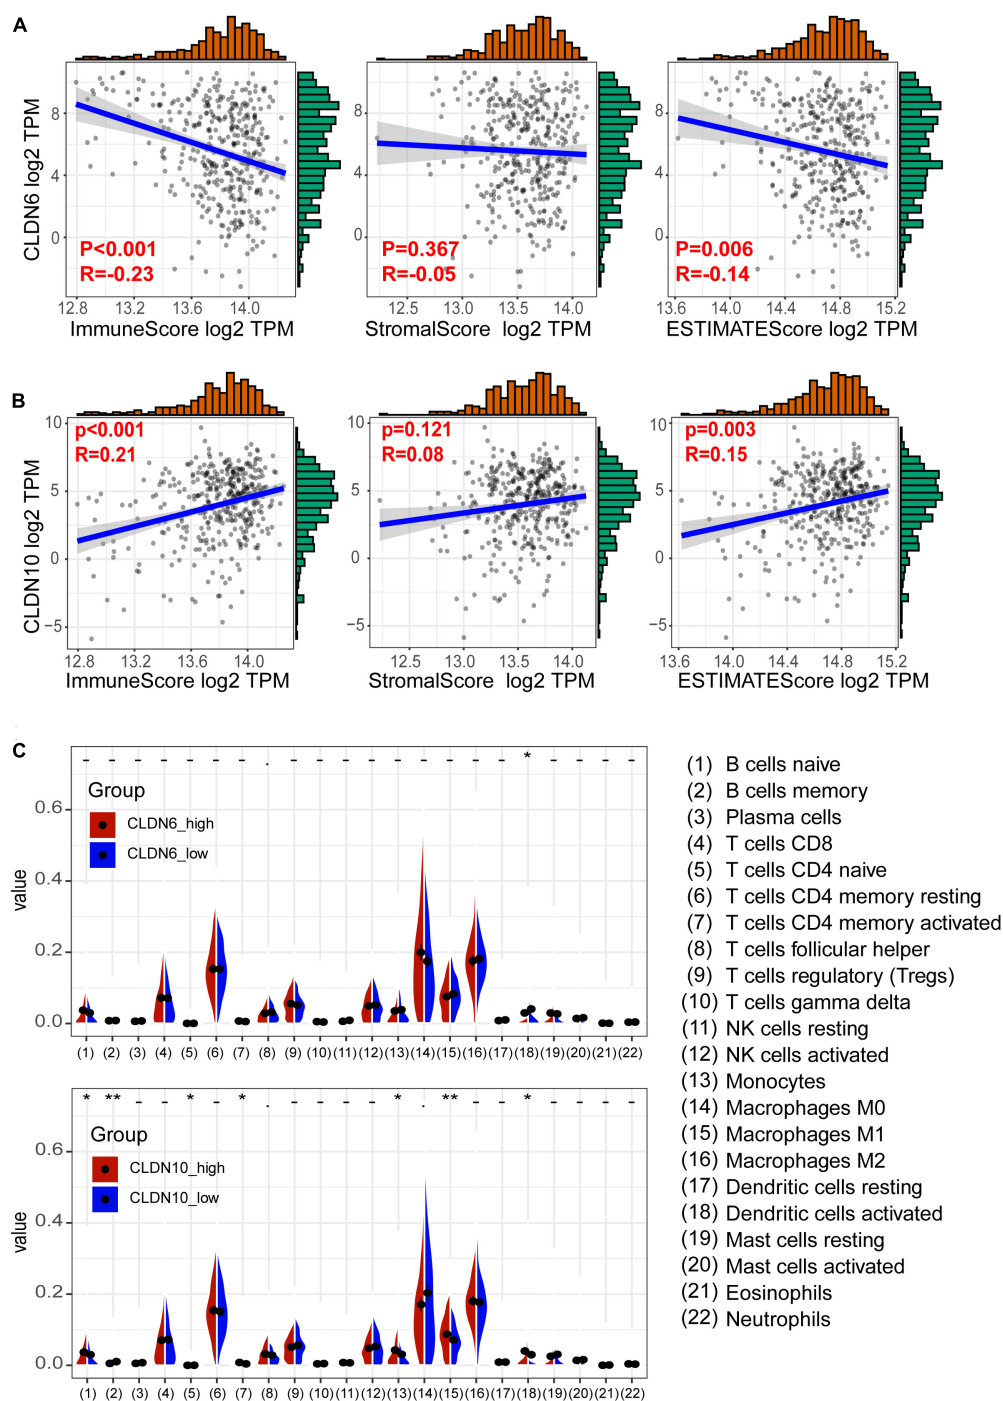 A
CLDN6 log2 TPM
8
4
0
P<0.001
R=-0.23
12.8 13.2 13.6 14.0
ImmuneScore log2 TPM
8
4
0
P=0.367
R=-0.05
12.5 13.0 13.5 14.0
StromalScore log2 TPM
8
4
0
P=0.006
R=-0.14
13.6 14.0 14.4 14.8 15.2
ESTIMATEScore log2 TPM
B
CLDN10 log2 TPM
10
5
0
−5
p<0.001
R=0.21
12.8 13.2 13.6 14.0
ImmuneScore log2 TPM
10
5
0
−5
p=0.121
R=0.08
12.5 13.0 13.5 14.0
StromalScore log2 TPM
10
5
0
−5
p=0.003
R=0.15
13.6 14.0 14.4 14.8 15.2
ESTIMATEScore log2 TPM
C
- - - - - - - . - - - - - - - - - * - - - -
Group
CLDN6_high
CLDN6_low
value
0.6
0.4
0.2
0.0
(1) (2) (3) (4) (5) (6) (7) (8) (9) (10) (11) (12) (13) (14) (15) (16) (17) (18) (19) (20) (21) (22)
* ** - - * - * . - - - - * . ** - - * - - - -
Group
CLDN10_high
CLDN10_low
value
0.6
0.4
0.2
0.0
(1) (2) (3) (4) (5) (6) (7) (8) (9) (10) (11) (12) (13) (14) (15) (16) (17) (18) (19) (20) (21) (22)
(1) B cells naive
(2) B cells memory
(3) Plasma cells
(4) T cells CD8
(5) T cells CD4 naive
(6) T cells CD4 memory resting
(7) T cells CD4 memory activated
(8) T cells follicular helper
(9) T cells regulatory (Tregs)
(10) T cells gamma delta
(11) NK cells resting
(12) NK cells activated
(13) Monocytes
(14) Macrophages M0
(15) Macrophages M1
(16) Macrophages M2
(17) Dendritic cells resting
(18) Dendritic cells activated
(19) Mast cells resting
(20) Mast cells activated
(21) Eosinophils
(22) Neutrophils